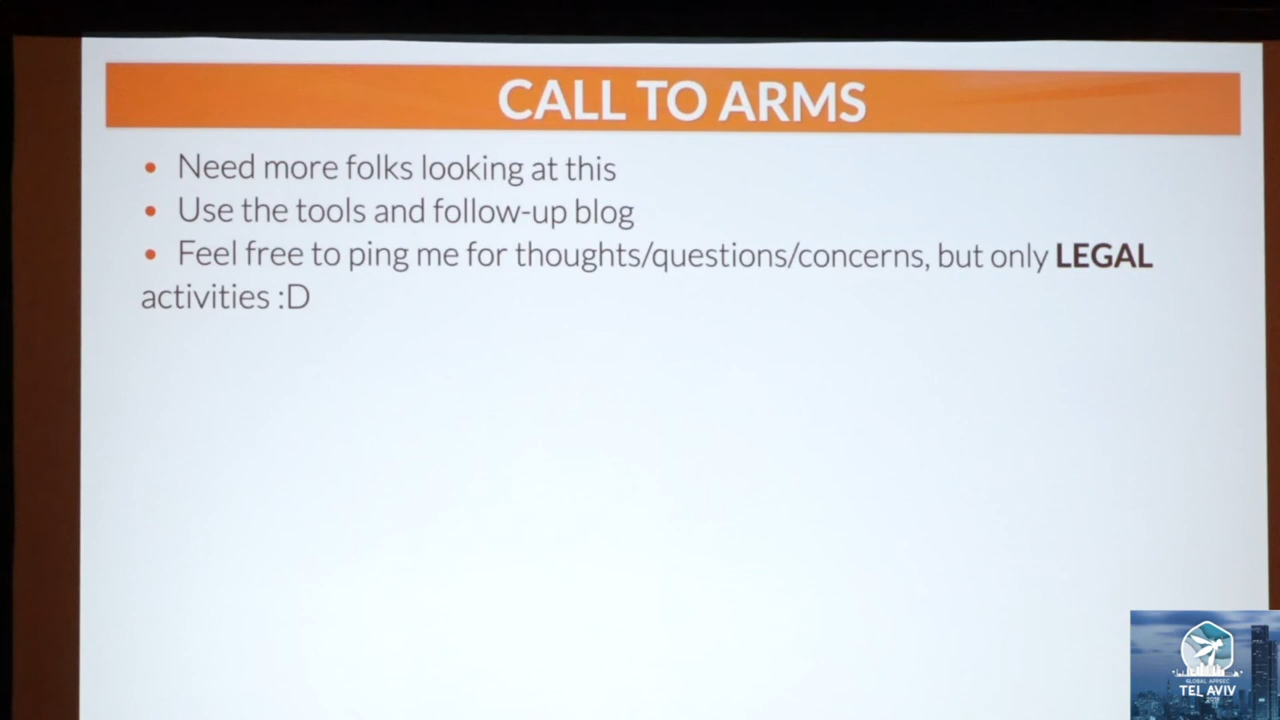 CALL TO ARMS
• Need more folks looking at this
• Use the tools and follow-up blog
• Feel free to ping me for thoughts/questions/concerns, but only LEGAL
activities :D
GLOBAL APPSEC
TEL AVIV